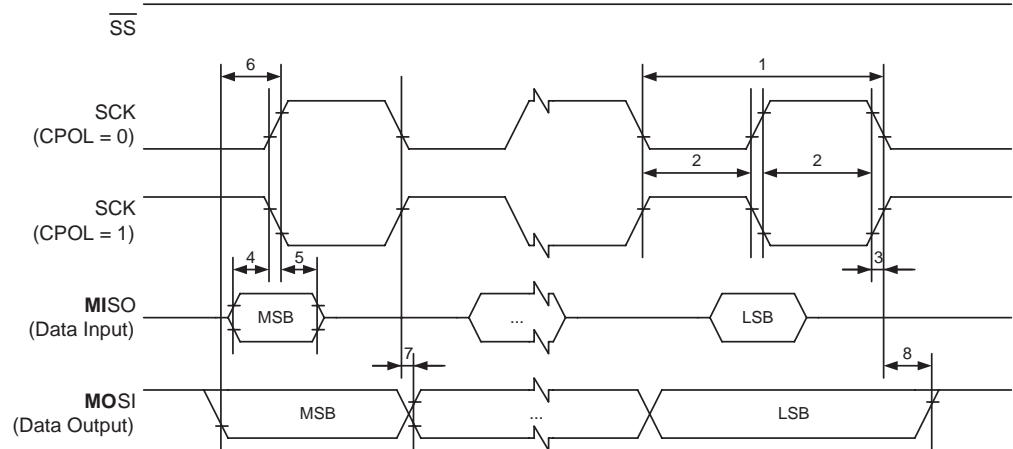 SS
6
1
SCK
(CPOL = 0)
2
2
SCK
(CPOL = 1)
4
5
3
MISO
(Data Input)
MSB
...
LSB
7
8
MOSI
(Data Output)
MSB
...
LSB